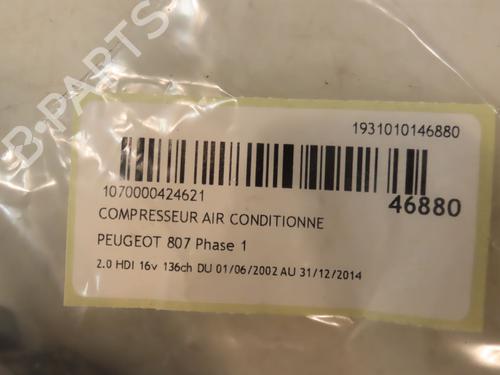 1931010146880
1070000424621
46880
COMPRESSEUR AIR CONDITIONNE
PEUGEOT 807 Phase 1
2.0 HDI 16v 136ch DU 01/06/2002 AU 31/12/2014
B-PARTS